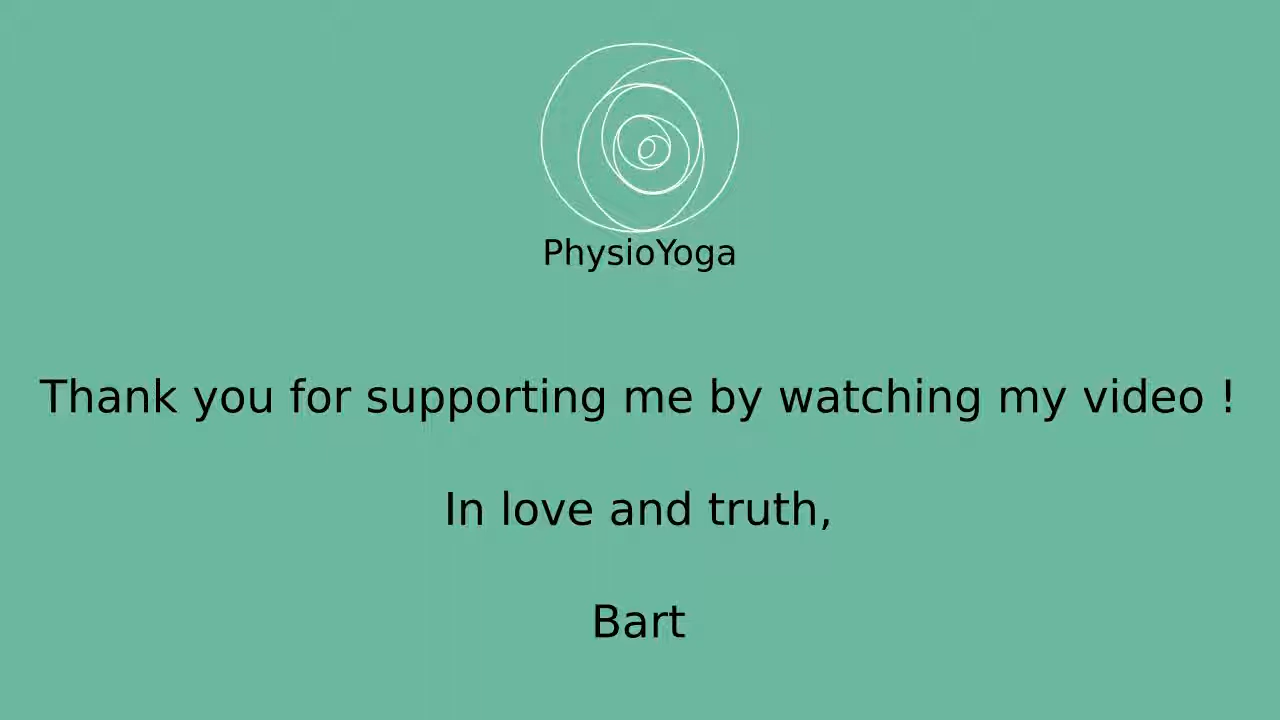 PhysioYoga
Thank you for supporting me by watching my video !
In love and truth,
Bart